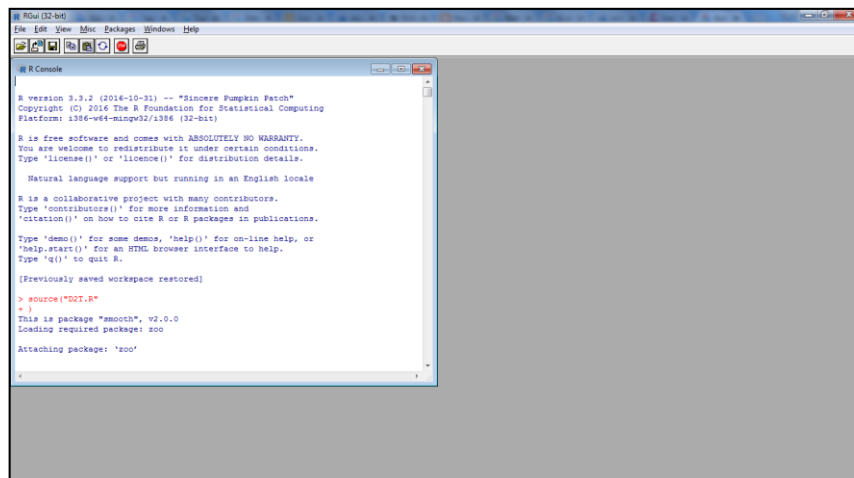 RGui (32-bit)
File Edit View Misc Packages Windows Help
STOP
R Console
R version 3.3.2 (2016-10-31) -- "Sincere Pumpkin Patch"
Copyright (C) 2016 The R Foundation for Statistical Computing
Platform: i386-w64-mingw32/i386 (32-bit)
R is free software and comes with ABSOLUTELY NO WARRANTY.
You are welcome to redistribute it under certain conditions.
Type 'license()' or 'licence()' for distribution details.
Natural language support but running in an English locale
R is a collaborative project with many contributors.
Type 'contributors()' for more information and
'citation()' on how to cite R or R packages in publications.
Type 'demo()' for some demos, 'help()' for on-line help, or
'help.start()' for an HTML browser interface to help.
Type 'q()' to quit R.
[Previously saved workspace restored]
> source("D2T.R"
+ )
This is package "smooth", v2.0.0
Loading required package: zoo
Attaching package: ‘zoo’